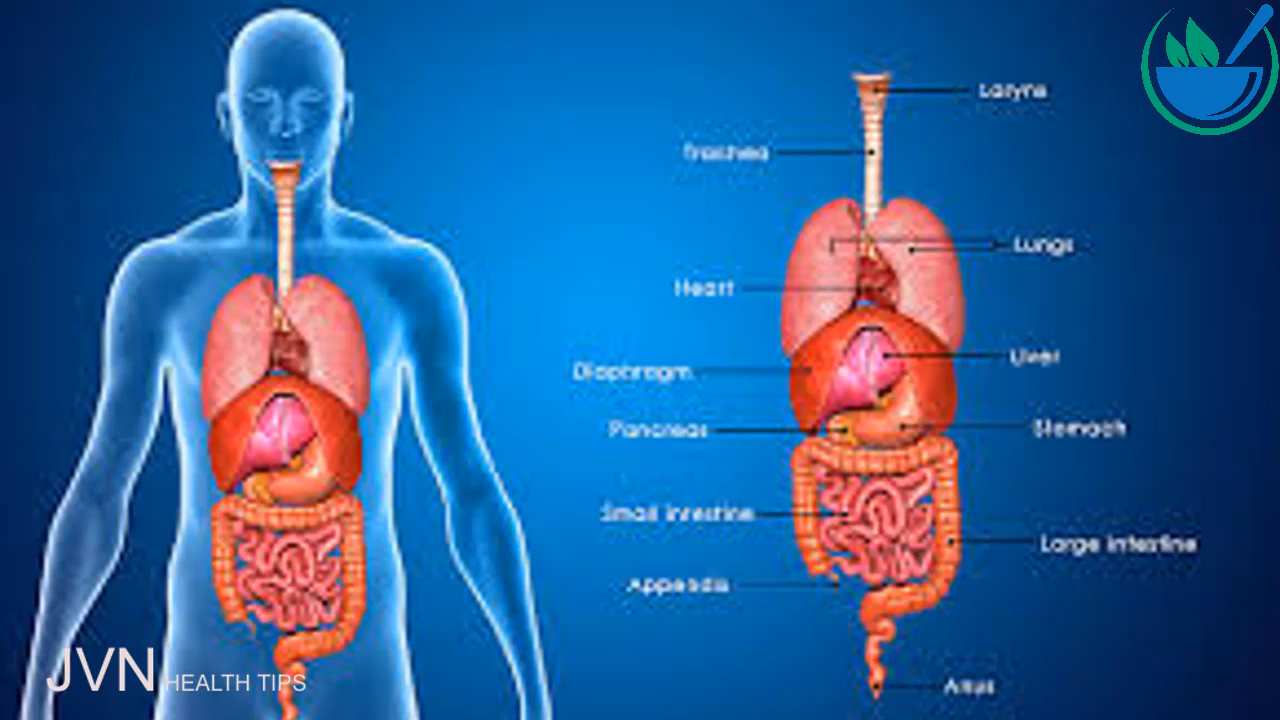 Larynx
Trachea
Lungs
Heart
Liver
Diaphragm
Stomach
Pancreas
Small intestine
Large intestine
Appendix
Anus
JVN HEALTH TIPS